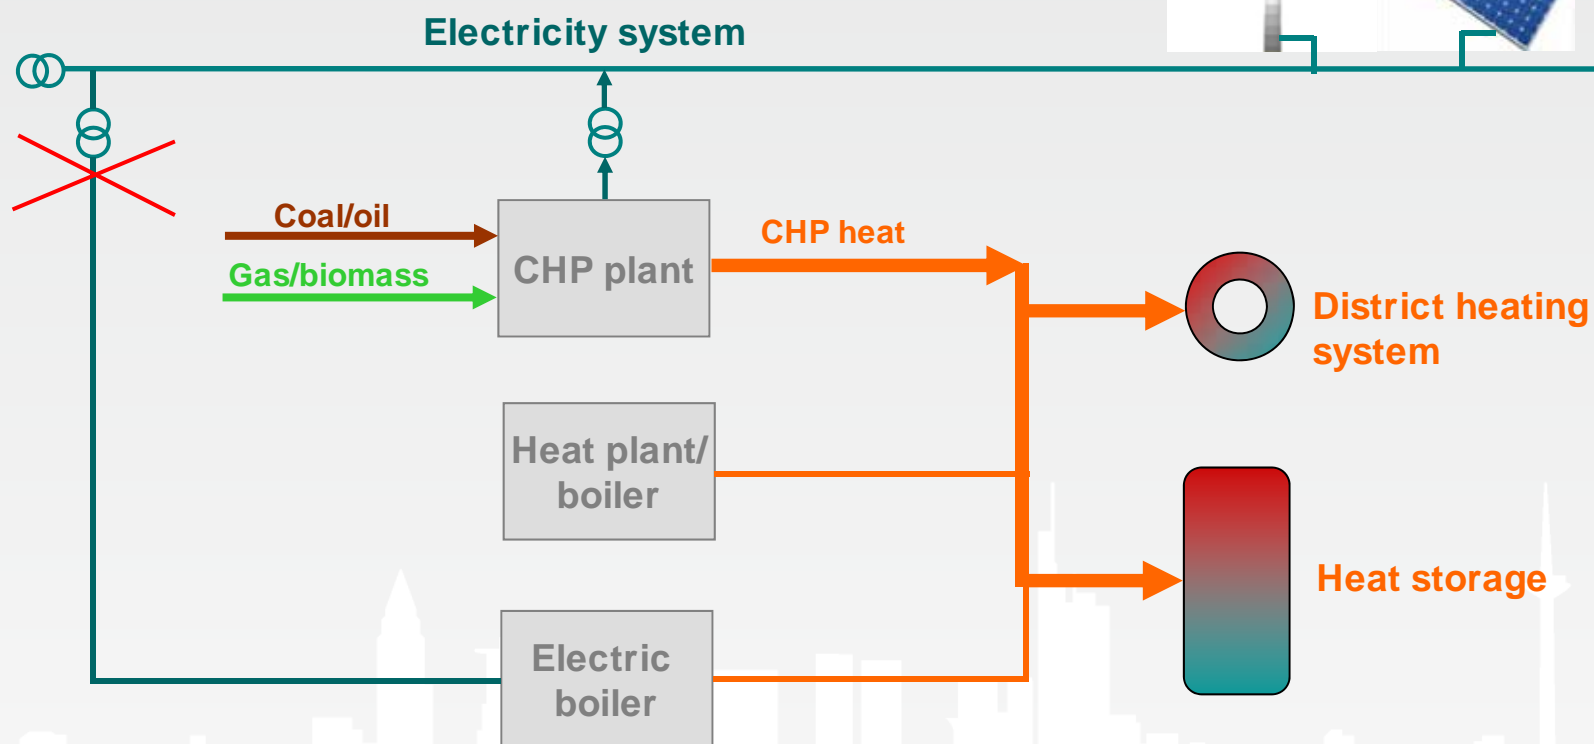 Electricity system
Coal/oil
Gas/biomass
CHP plant
CHP heat
District heating
system
Heat plant/
boiler
Heat storage
Electric
boiler